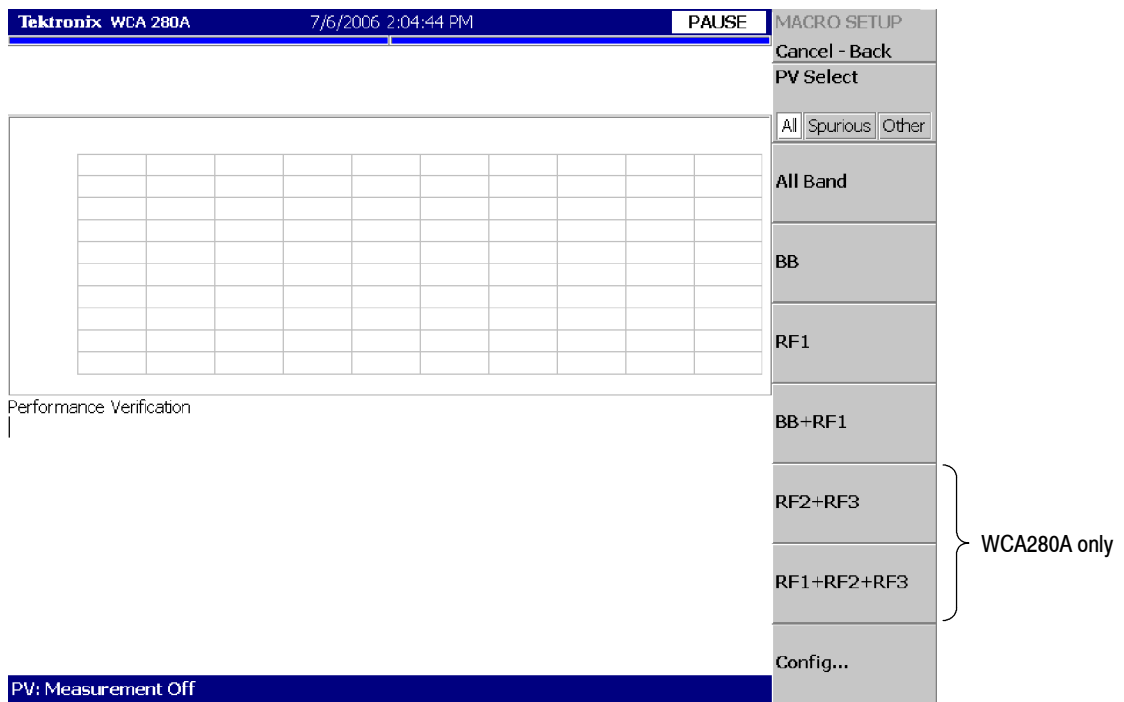 Tektronix WCA 280A 7/6/2006 2:04:44 PM PAUSE
MACRO SETUP
Cancel - Back
PV Select
All Spurious Other
All Band
BB
RF1
BB+RF1
RF2+RF3
RF1+RF2+RF3
Config...
WCA280A only
Performance Verification
PV: Measurement Off